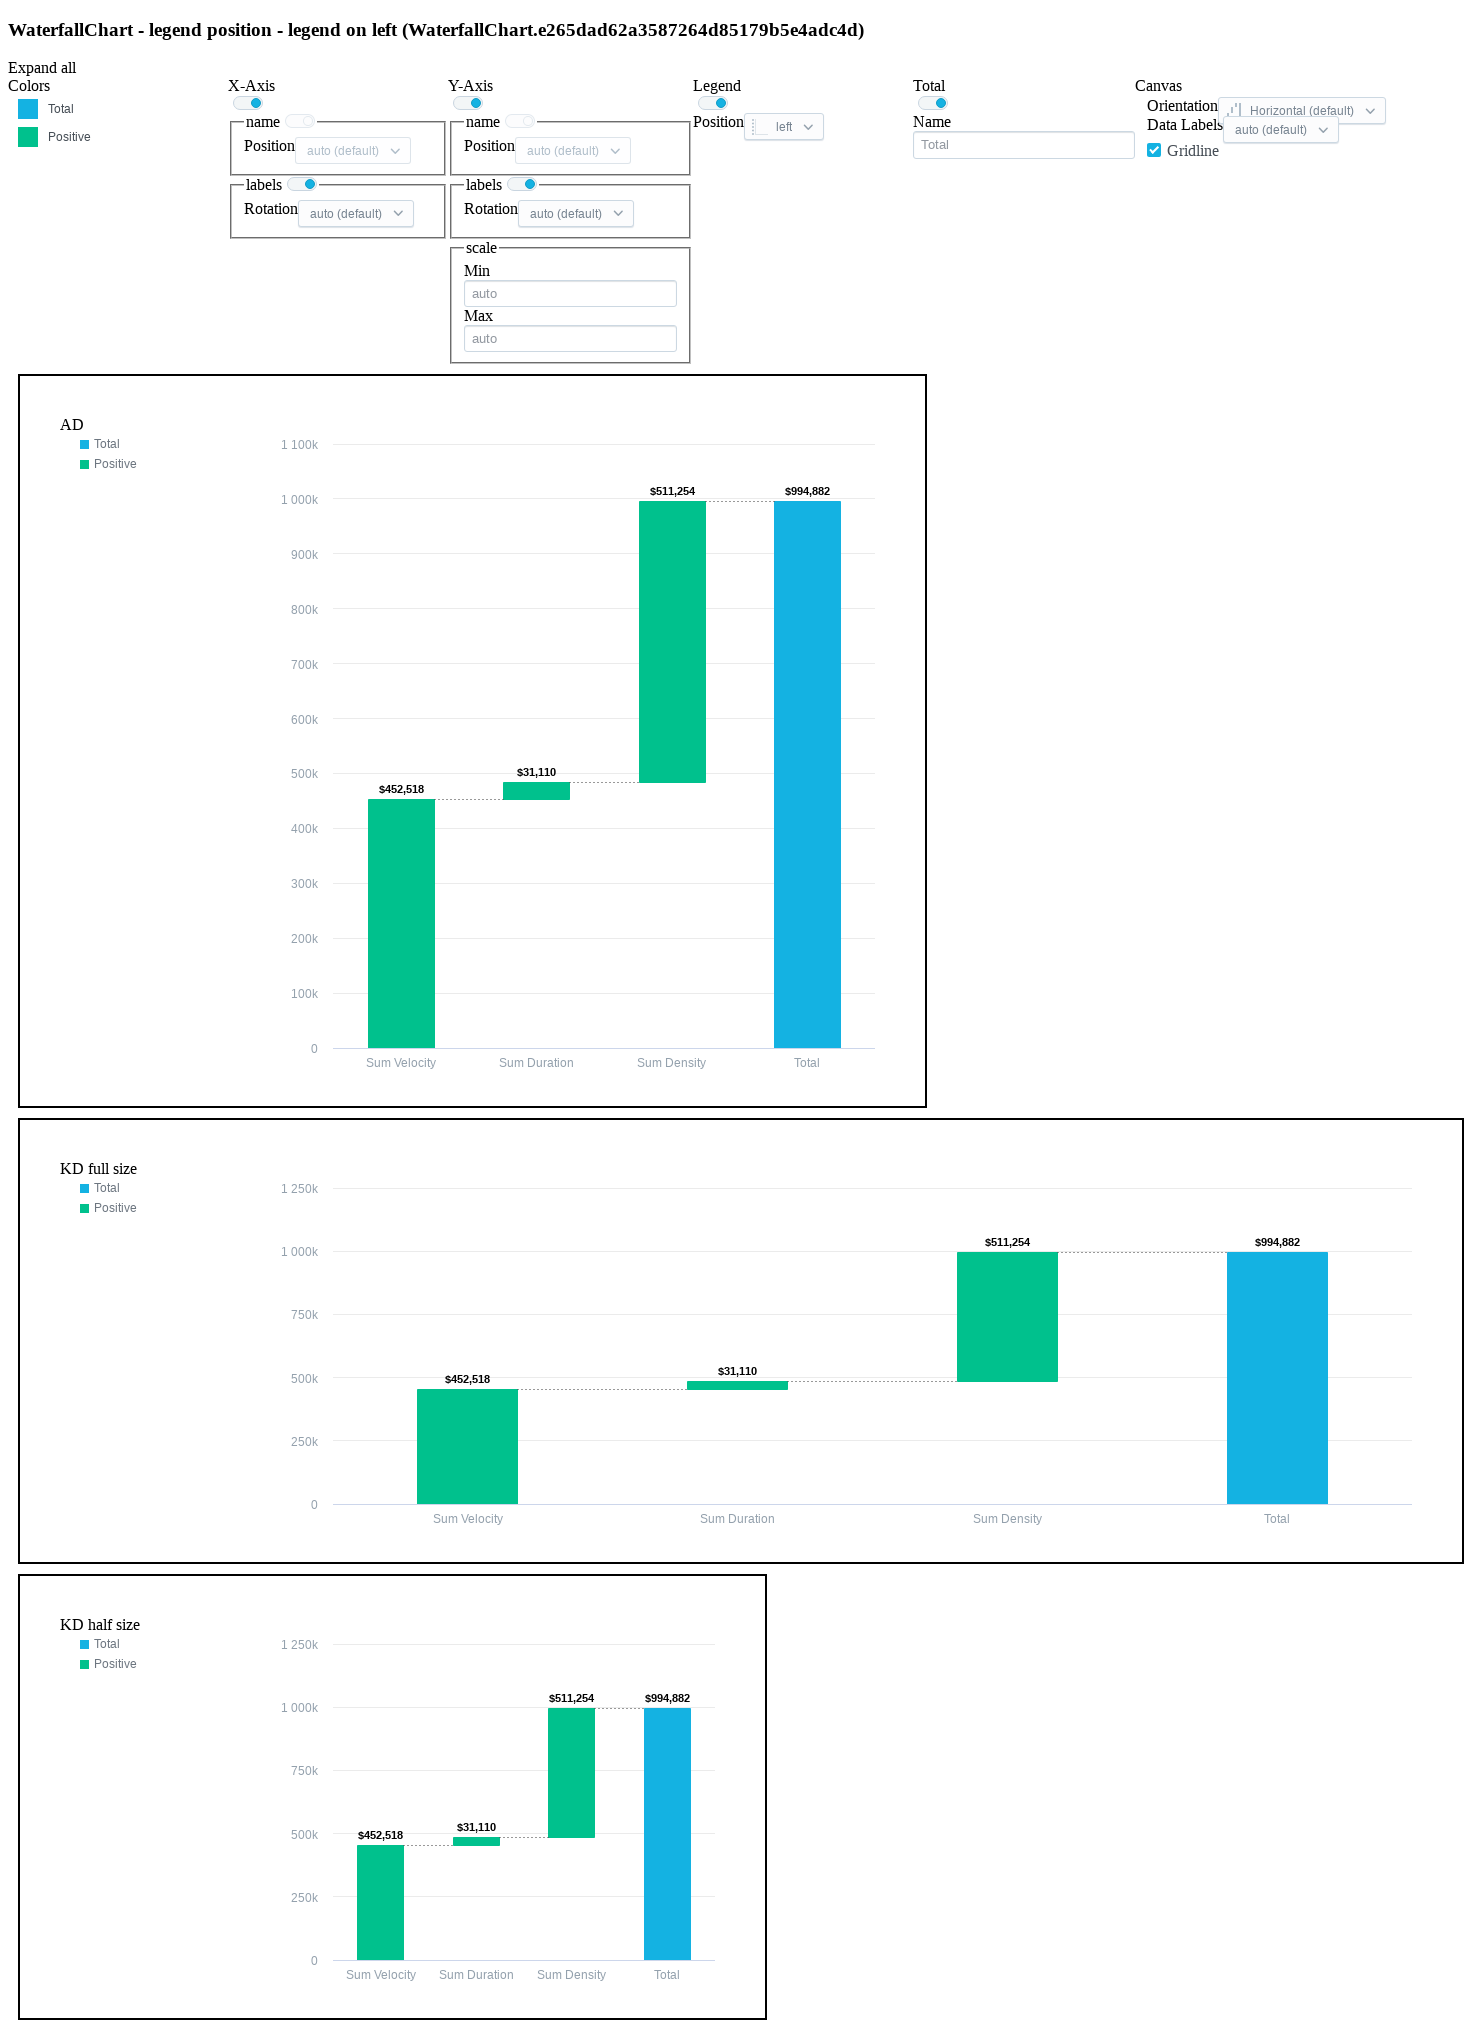 WaterfallChart - legend position - legend on left (WaterfallChart.e265dad62a3587264d85179b5e4adc4d)
Expand all
Colors
Total
Positive
X-Axis
name
Position auto (default)
labels
Rotation auto (default)
Y-Axis
name
Position auto (default)
labels
Rotation auto (default)
scale
Min
auto
Max
auto
Legend
Position left
Total
Name
Total
Canvas
Orientation Horizontal (default)
Data Labels auto (default)
Gridline
AD
Total
Positive
1 100k
1 000k
900k
800k
700k
600k
500k
400k
300k
200k
100k
0
$452,518
$31,110
$511,254
$994,882
Sum Velocity
Sum Duration
Sum Density
Total
KD full size
Total
Positive
1 250k
1 000k
750k
500k
250k
0
$452,518
$31,110
$511,254
$994,882
Sum Velocity
Sum Duration
Sum Density
Total
KD half size
Total
Positive
1 250k
1 000k
750k
500k
250k
0
$452,518
$31,110
$511,254
$994,882
Sum Velocity
Sum Duration
Sum Density
Total